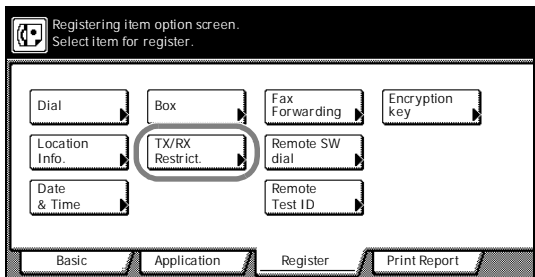 Registering item option screen.
Select item for register.
Dial
Box
Fax
Forwarding
Encryption
key
Location
Info.
TX/RX
Restrict.
Remote SW
dial
Date
& Time
Remote
Test ID
Basic
Application
Register
Print Report